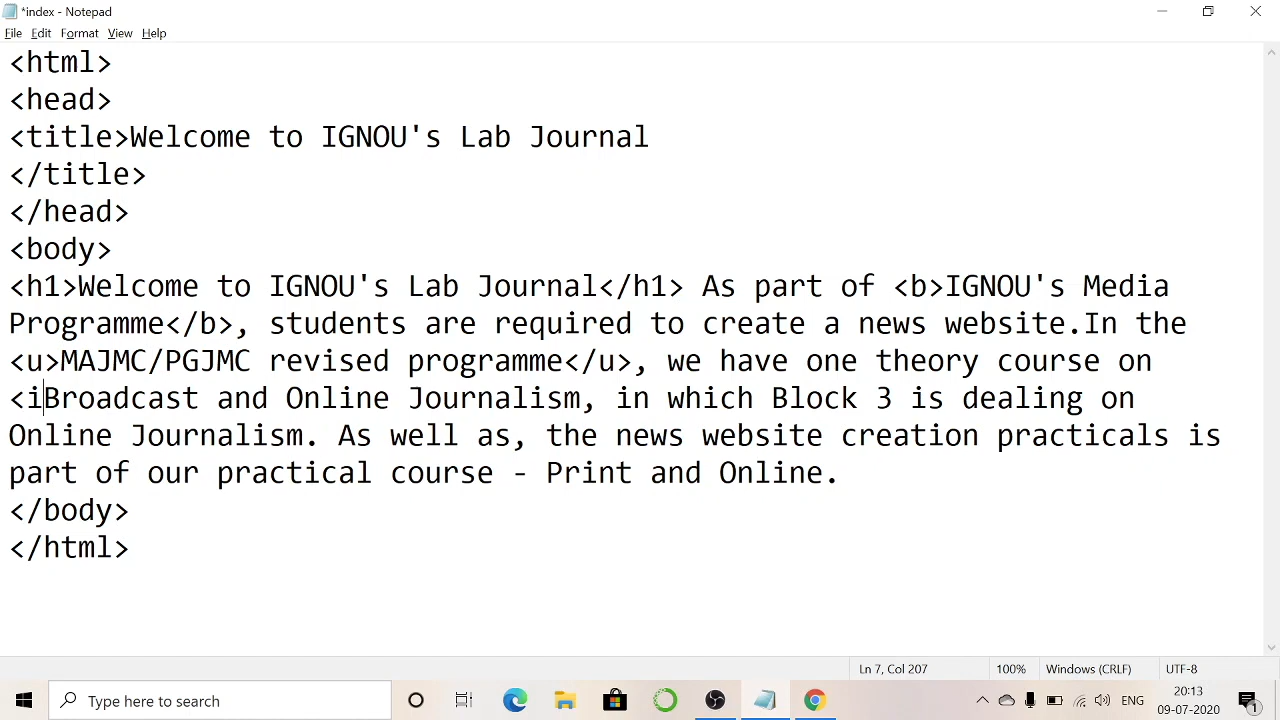 *index - Notepad
File Edit Format View Help
<html>
<head>
<title>Welcome to IGNOU's Lab Journal
</title>
</head>
<body>
<h1>Welcome to IGNOU's Lab Journal</h1> As part of <b>IGNOU's Media
Programme</b>, students are required to create a news website.In the
<u>MAJMC/PGJMC revised programme</u>, we have one theory course on
<iBroadcast and Online Journalism, in which Block 3 is dealing on
Online Journalism. As well as, the news website creation practicals is
part of our practical course - Print and Online.
</body>
</html>
Ln 7, Col 207 100% Windows (CRLF) UTF-8
Type here to search ENG 20:13
09-07-2020 1